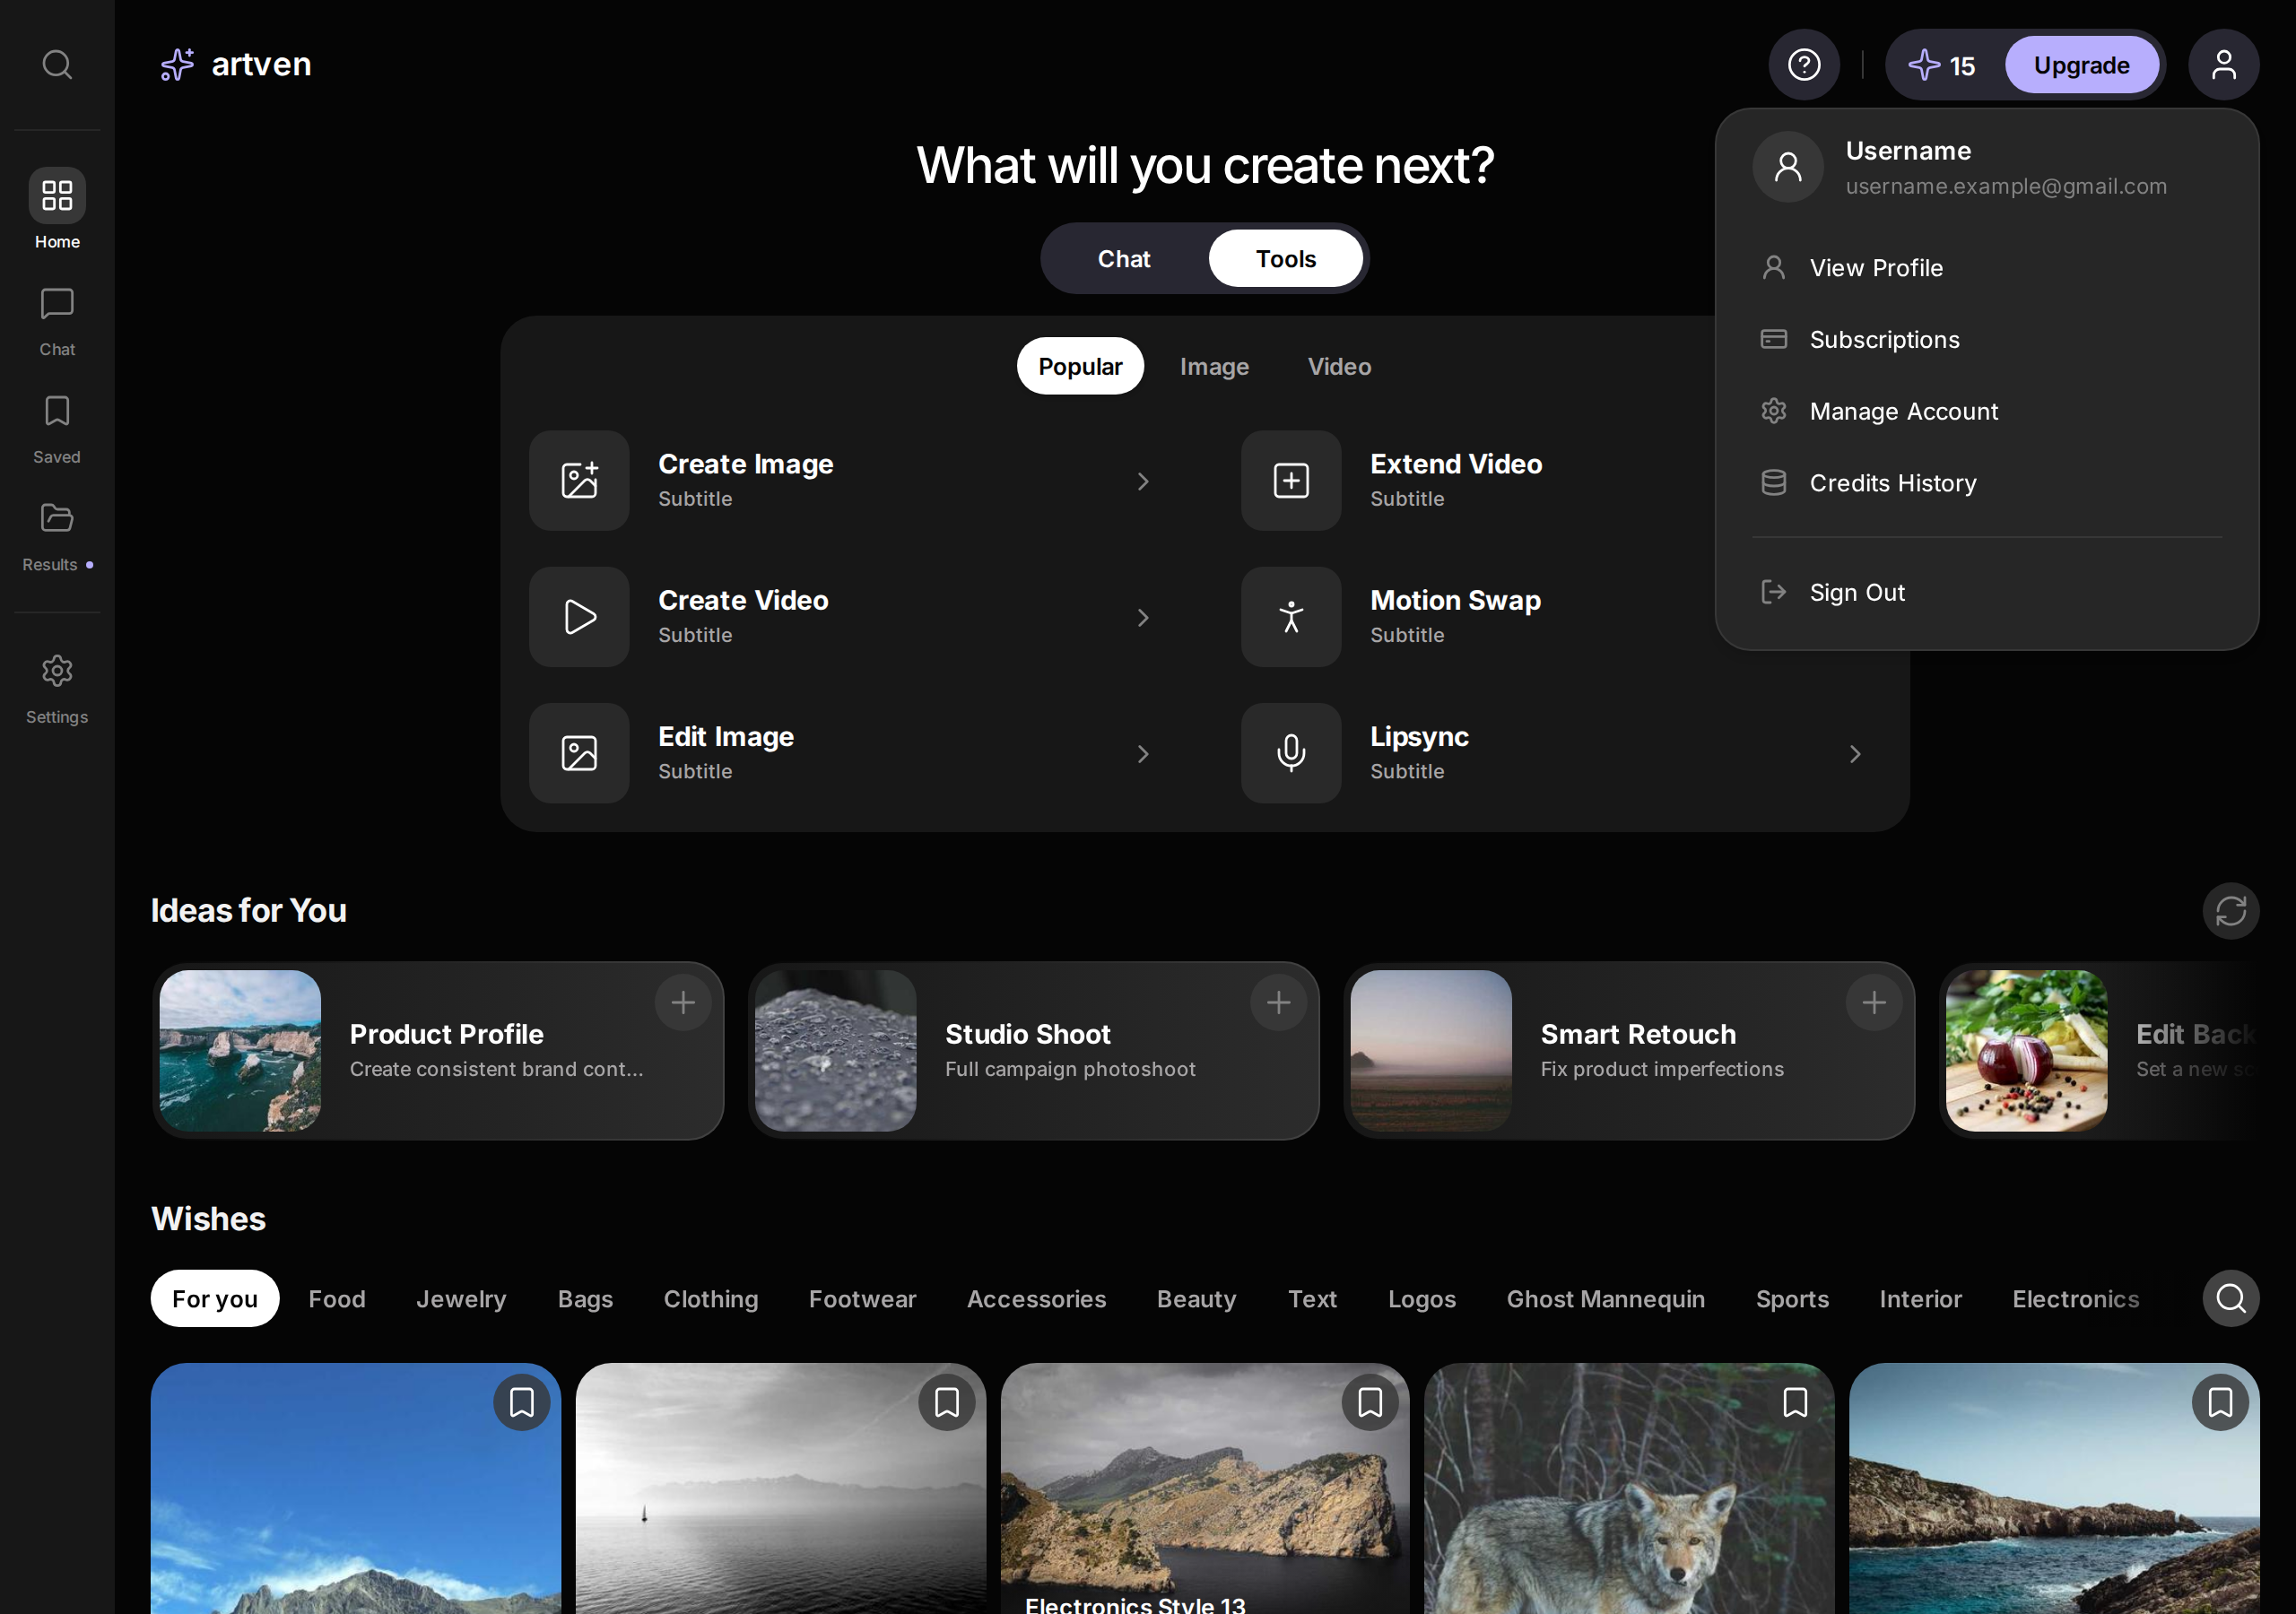 artven
15
Upgrade
Home
Chat
Saved
Results
Settings
What will you create next?
Chat
Tools
Popular
Image
Video
Create Image
Subtitle
Extend Video
Subtitle
Create Video
Subtitle
Motion Swap
Subtitle
Edit Image
Subtitle
Lipsync
Subtitle
Username
username.example@gmail.com
View Profile
Subscriptions
Manage Account
Credits History
Sign Out
Ideas for You
Product Profile
Create consistent brand cont...
Studio Shoot
Full campaign photoshoot
Smart Retouch
Fix product imperfections
Edit Back
Set a new
Wishes
For you
Food
Jewelry
Bags
Clothing
Footwear
Accessories
Beauty
Text
Logos
Ghost Mannequin
Sports
Interior
Electronics
Electronics Style 13